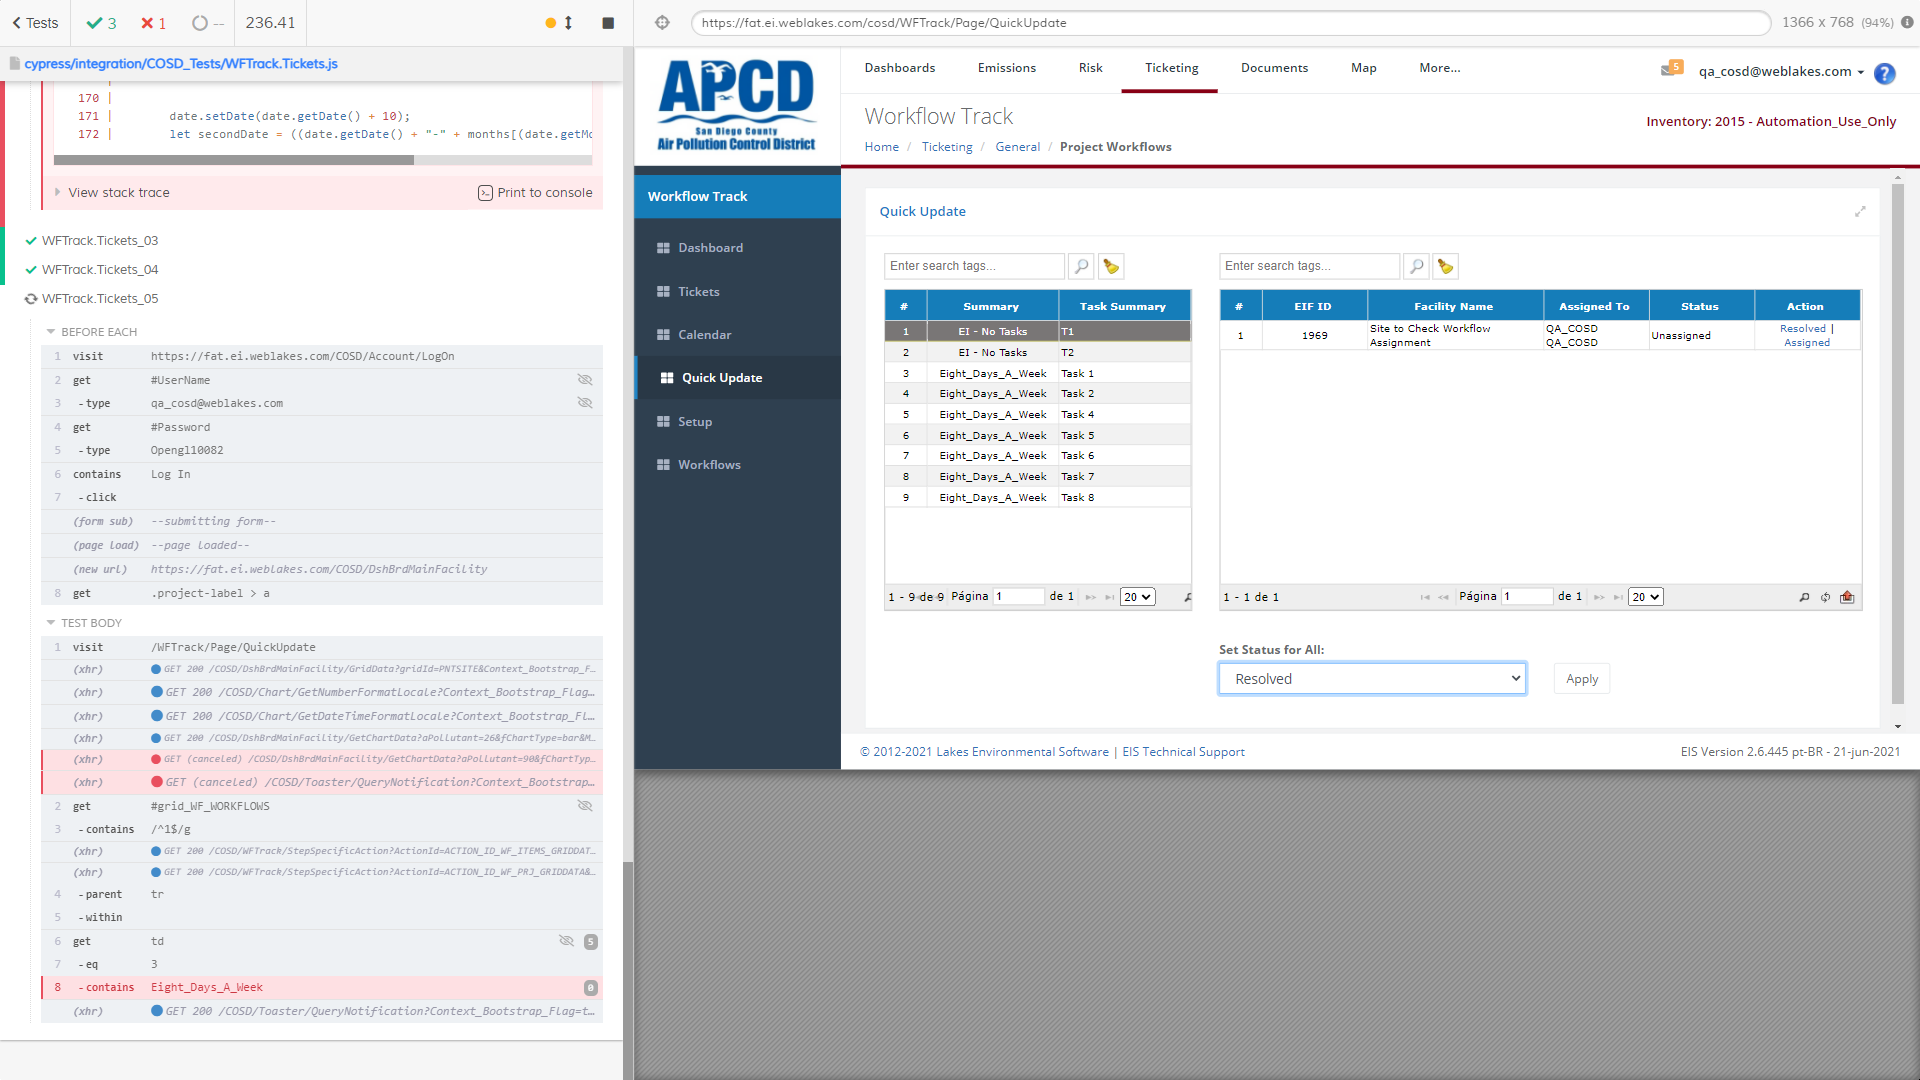 Tests
3
1
--
236.41
cypress/integration/COSD_Tests/WFTrack.Tickets.js
170 |
171 | date.setDate(date.getDate() + 10);
172 | let secondDate = ((date.getDate() + "-" + months[(date.getMo
View stack trace
Print to console
WFTrack.Tickets_03
WFTrack.Tickets_04
WFTrack.Tickets_05
BEFORE EACH
1 visit https://fat.ei.weblakes.com/COSD/Account/LogOn
2 get #UserName
3 -type qa_cosd@weblakes.com
4 get #Password
5 -type Opengl10082
6 contains Log In
7 -click
(form sub) --submitting form--
(page load) --page loaded--
(new url) https://fat.ei.weblakes.com/COSD/DshBrdMainFacility
8 get .project-label > a
TEST BODY
1 visit /WFTrack/Page/QuickUpdate
(xhr) GET 200 /COSD/DshBrdMainFacility/GridData?gridId=PNTSITE&Context_Bootstrap_F...
(xhr) GET 200 /COSD/Chart/GetNumberFormatLocale?Context_Bootstrap_Flag...
(xhr) GET 200 /COSD/Chart/GetDateTimeFormatLocale?Context_Bootstrap_Fl...
(xhr) GET 200 /COSD/DshBrdMainFacility/GetChartData?aPollutant=26&fChartType=bar&M...
(xhr) GET (canceled) /COSD/DshBrdMainFacility/GetChartData?aPollutant=90&fChartTyp...
(xhr) GET (canceled) /COSD/Toaster/QueryNotification?Context_Bootstrap...
2 get #grid_WF_WORKFLOWS
3 -contains /^1$/g
(xhr) GET 200 /COSD/WFTrack/StepSpecificAction?ActionId=ACTION_ID_WF_ITEMS_GRIDDAT...
(xhr) GET 200 /COSD/WFTrack/StepSpecificAction?ActionId=ACTION_ID_WF_PRJ_GRIDDATA&...
4 -parent tr
5 -within
6 get td 5
7 -eq 3
8 -contains Eight_Days_A_Week 0
(xhr) GET 200 /COSD/Toaster/QueryNotification?Context_Bootstrap_Flag=t...
https://fat.ei.weblakes.com/cosd/WFTrack/Page/QuickUpdate
1366 x 768 (94%)
APCD
San Diego County
Air Pollution Control District
Dashboards Emissions Risk Ticketing Documents Map More...
5
qa_cosd@weblakes.com
?
Workflow Track
Inventory: 2015 - Automation_Use_Only
Home / Ticketing / General / Project Workflows
Workflow Track
Dashboard
Tickets
Calendar
Quick Update
Setup
Workflows
Quick Update
Enter search tags...
# Summary Task Summary
1 EI - No Tasks T1
2 EI - No Tasks T2
3 Eight_Days_A_Week Task 1
4 Eight_Days_A_Week Task 2
5 Eight_Days_A_Week Task 4
6 Eight_Days_A_Week Task 5
7 Eight_Days_A_Week Task 6
8 Eight_Days_A_Week Task 7
9 Eight_Days_A_Week Task 8
1 - 9 de 9 Página 1 de 1 20
Enter search tags...
# EIF ID Facility Name Assigned To Status Action
1 1969 Site to Check Workflow Assignment QA_COSD QA_COSD Unassigned Resolved | Assigned
1 - 1 de 1 Página 1 de 1 20
Set Status for All:
Resolved
Apply
© 2012-2021 Lakes Environmental Software | EIS Technical Support
EIS Version 2.6.445 pt-BR - 21-jun-2021